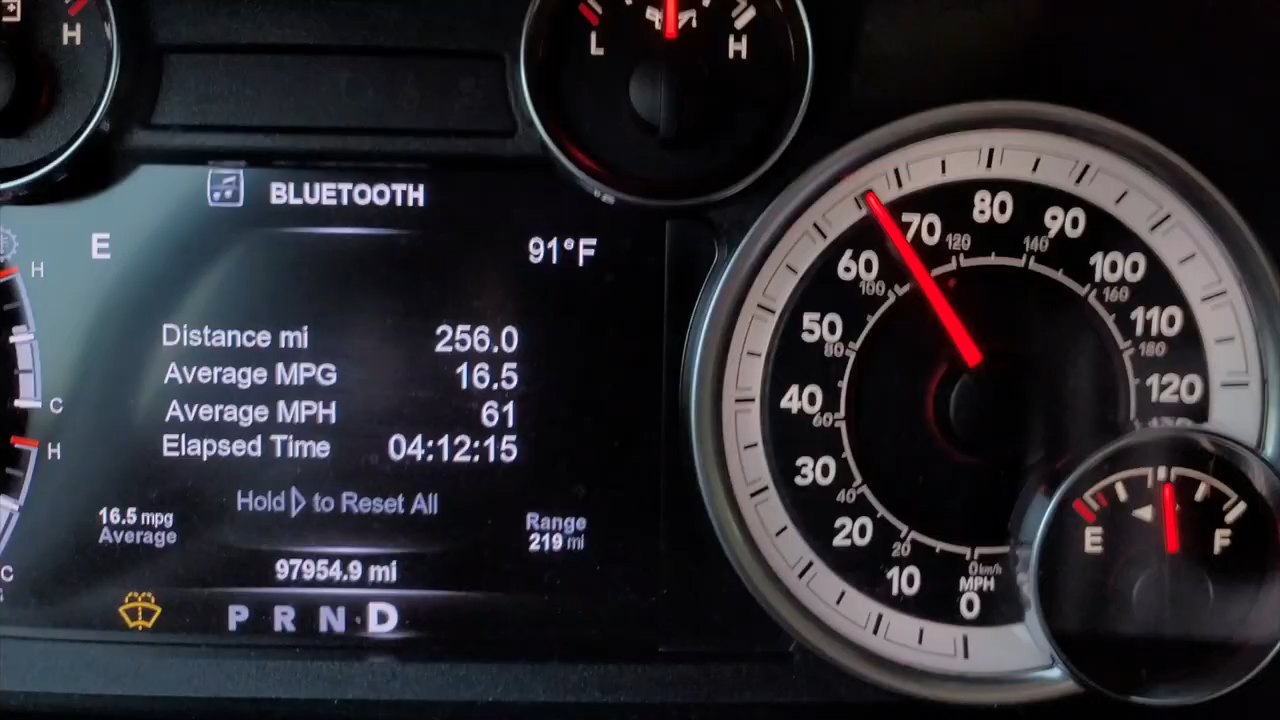 H
L H
BLUETOOTH
E 91°F
H
Distance mi 256.0
Average MPG 16.5
Average MPH 61
C
Elapsed Time 04:12:15
H
Hold to Reset All
16.5 mpg
Average
Range
219 mi
97954.9 mi
C
P R N D
0 10 20 30 40 50 60 70 80 90 100 110 120
0 km/h 20 40 60 80 100 120 140 160 180
MPH
E F